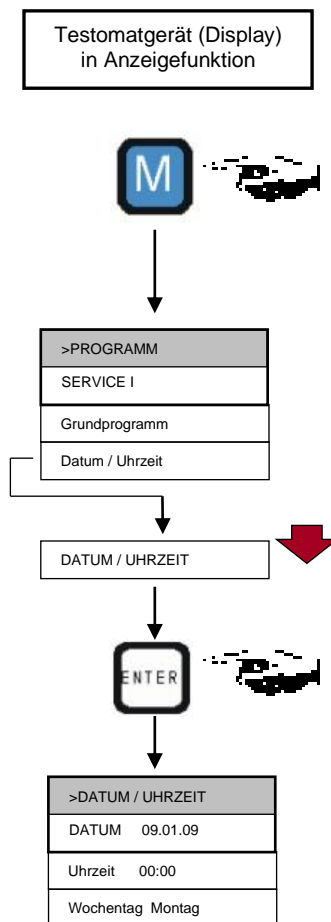 Testomatgerät (Display)
in Anzeigefunktion
M
>PROGRAMM
SERVICE I
Grundprogramm
Datum / Uhrzeit
DATUM / UHRZEIT
ENTER
>DATUM / UHRZEIT
DATUM 09.01.09
Uhrzeit 00:00
Wochentag Montag